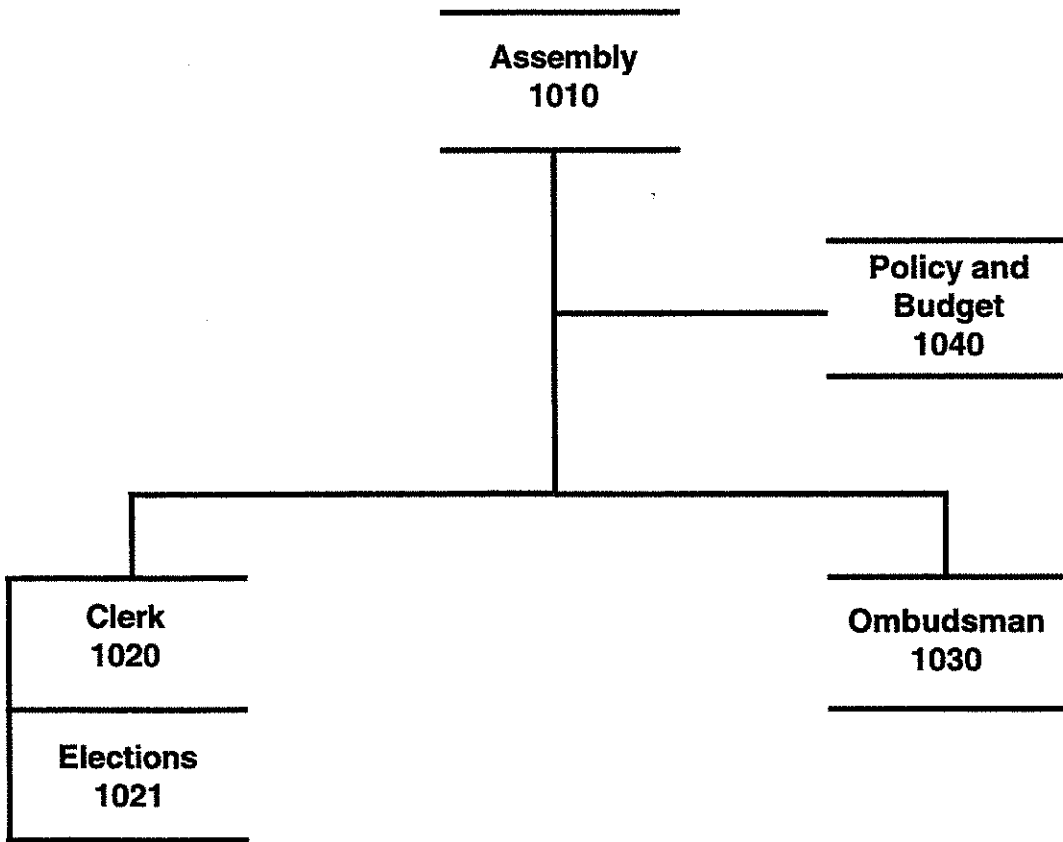 Assembly
1010
Policy and
Budget
1040
Clerk
1020
Ombudsman
1030
Elections
1021